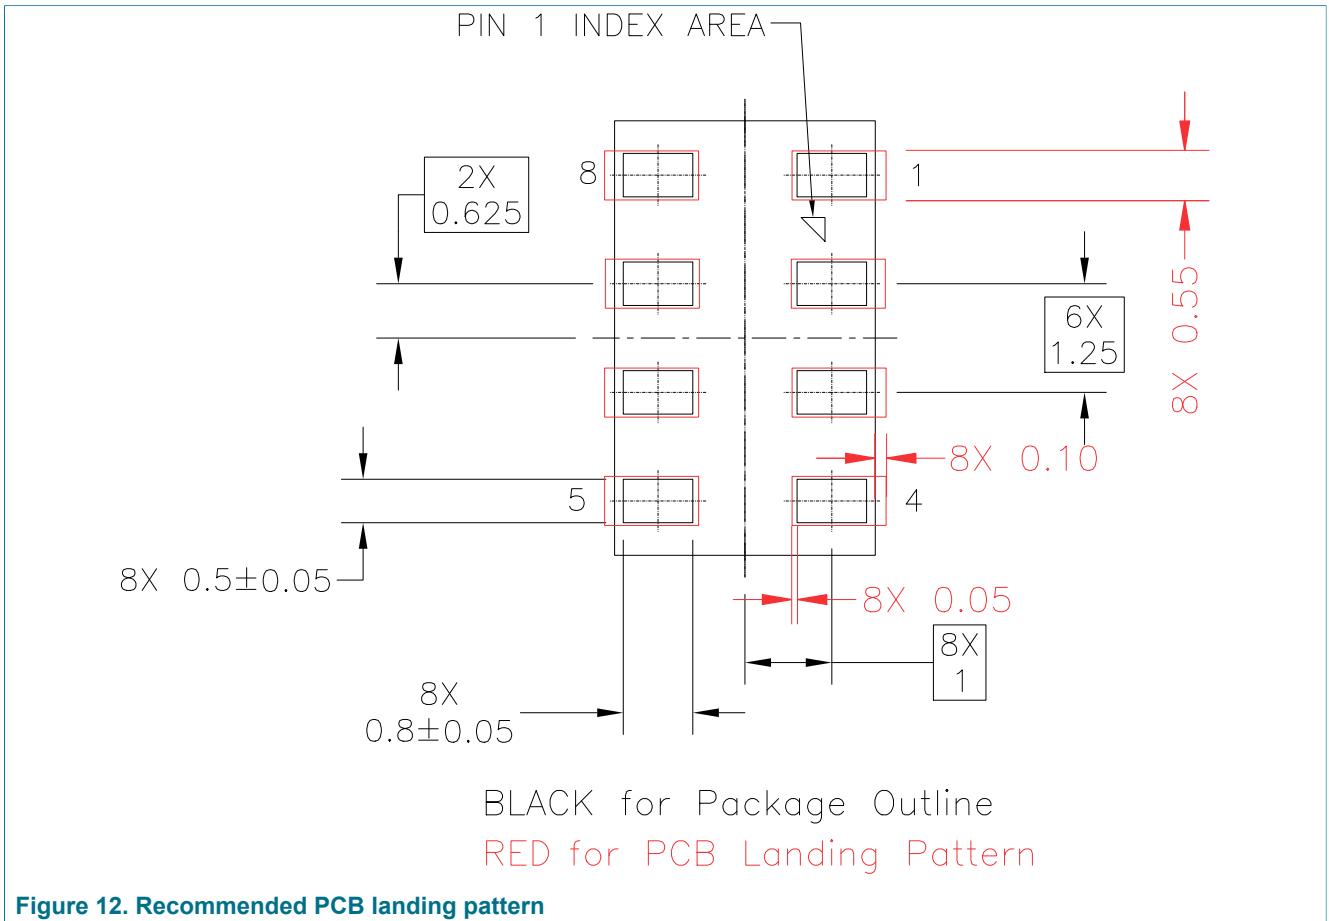 PIN 1 INDEX AREA
8
1
2X
0.625
8X 0.55
6X
1.25
8X 0.10
5
4
8X 0.5±0.05
8X 0.05
8X
1
8X
0.8±0.05
BLACK for Package Outline
RED for PCB Landing Pattern
Figure 12. Recommended PCB landing pattern